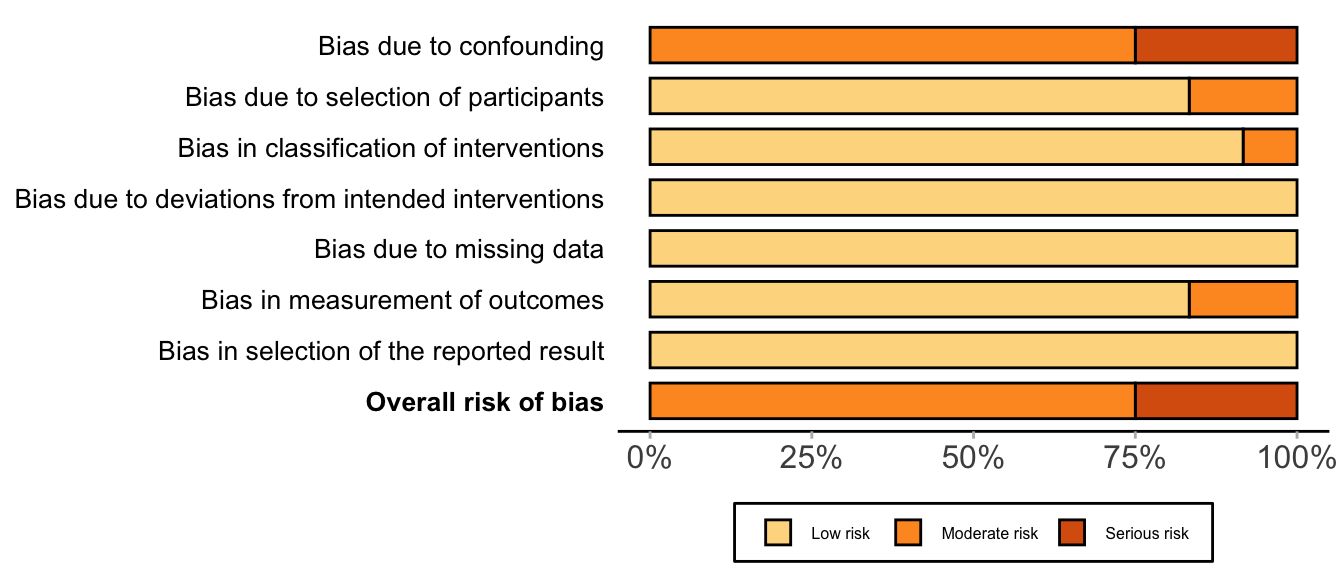 Bias due to confounding
Bias due to selection of participants
Bias in classification of interventions
Bias due to deviations from intended interventions
Bias due to missing data
Bias in measurement of outcomes
Bias in selection of the reported result
Overall risk of bias
0% 25% 50% 75% 100%
Low risk Moderate risk Serious risk